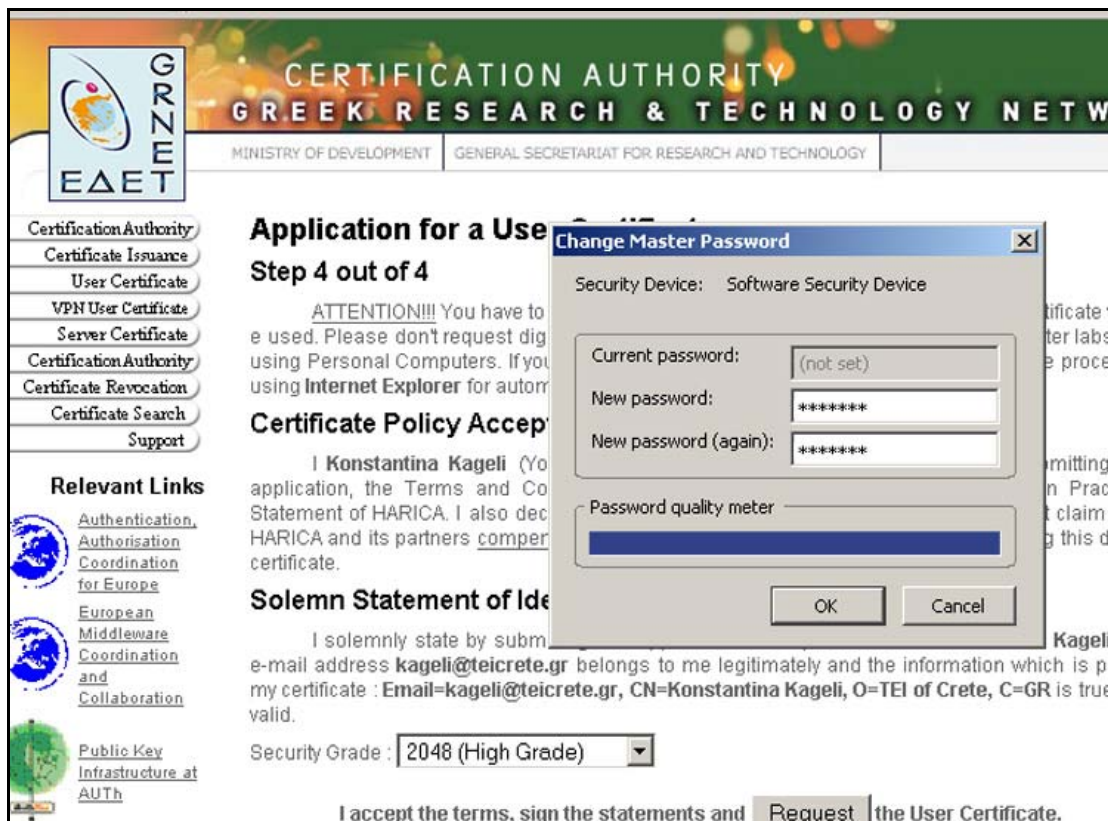 GRNET
ΕΔΕΤ
CERTIFICATION AUTHORITY
GR.EEK RESEARCH & TECHNOLOGY NETW
MINISTRY OF DEVELOPMENT
GENERAL SECRETARIAT FOR RESEARCH AND TECHNOLOGY
Certification Authority
Certificate Issuance
User Certificate
VPN User Certificate
Server Certificate
Certification Authority
Certificate Revocation
Certificate Search
Support
Relevant Links
Authentication,
Authorisation
Coordination
for Europe
European
Middleware
Coordination
and
Collaboration
Public Key
Infrastructure at
AUTh
Application for a Use
Step 4 out of 4
ATTENTION!!! You have to
tificate
e used. Please don't request dig
ter labs
using Personal Computers. If you
e proce
using Internet Explorer for autom
Certificate Policy Accep
I Konstantina Kageli (Yo
mitting
application, the Terms and Co
n Prac
Statement of HARICA. I also dec
t claim
HARICA and its partners comper
g this d
certificate.
Solemn Statement of Ide
I solemnly state by subm
Kageli
e-mail address kageli@teicrete.gr belongs to me legitimately and the information which is p
my certificate : Email=kageli@teicrete.gr, CN=Konstantina Kageli, O=TEI of Crete, C=GR is true
valid.
Security Grade : 2048 (High Grade)
I accept the terms, sign the statements and Request the User Certificate.
Change Master Password
Security Device: Software Security Device
Current password: (not set)
New password: *******
New password (again): *******
Password quality meter
OK Cancel